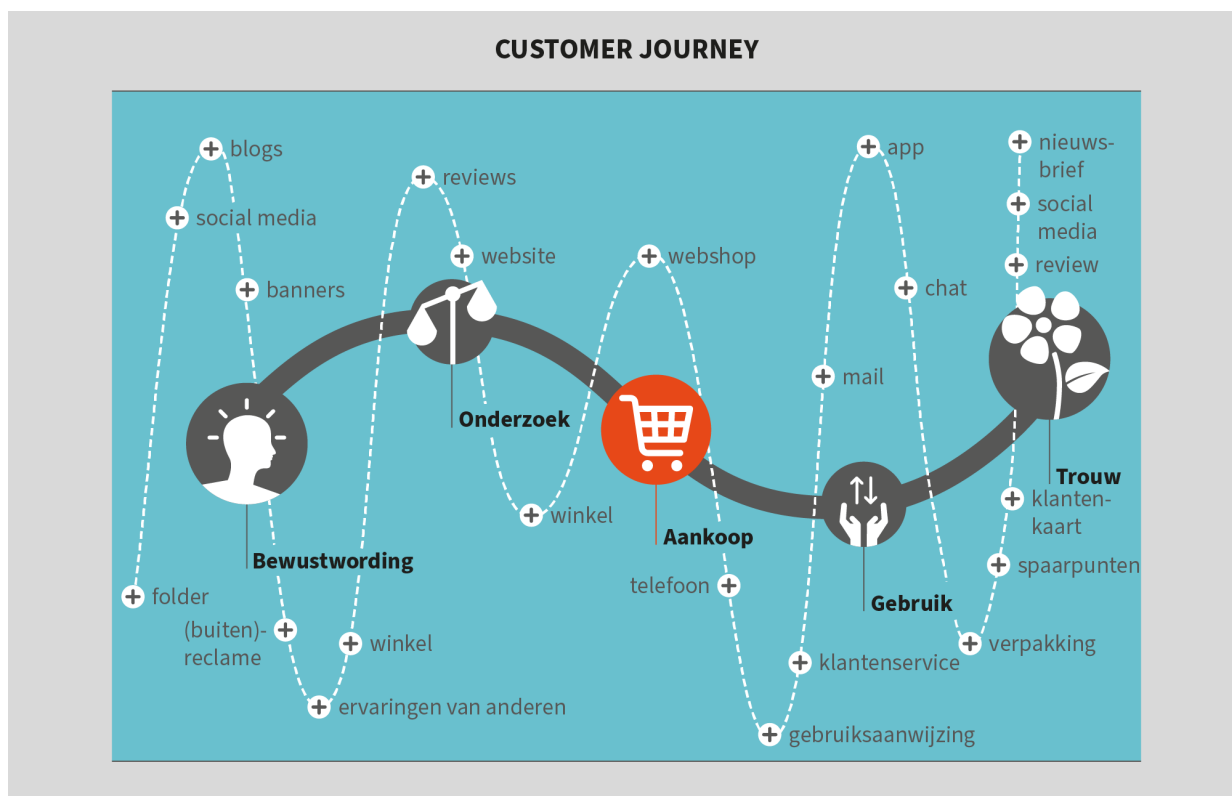 CUSTOMER JOURNEY
blogs
social media
banners
folder
Bewustwording
(buiten)-
reclame
ervaringen van anderen
winkel
reviews
website
Onderzoek
winkel
webshop
Aankoop
telefoon
gebruiksaanwijzing
klantenservice
mail
app
chat
Gebruik
verpakking
spaarpunten
klanten-
kaart
Trouw
review
social
media
nieuws-
brief